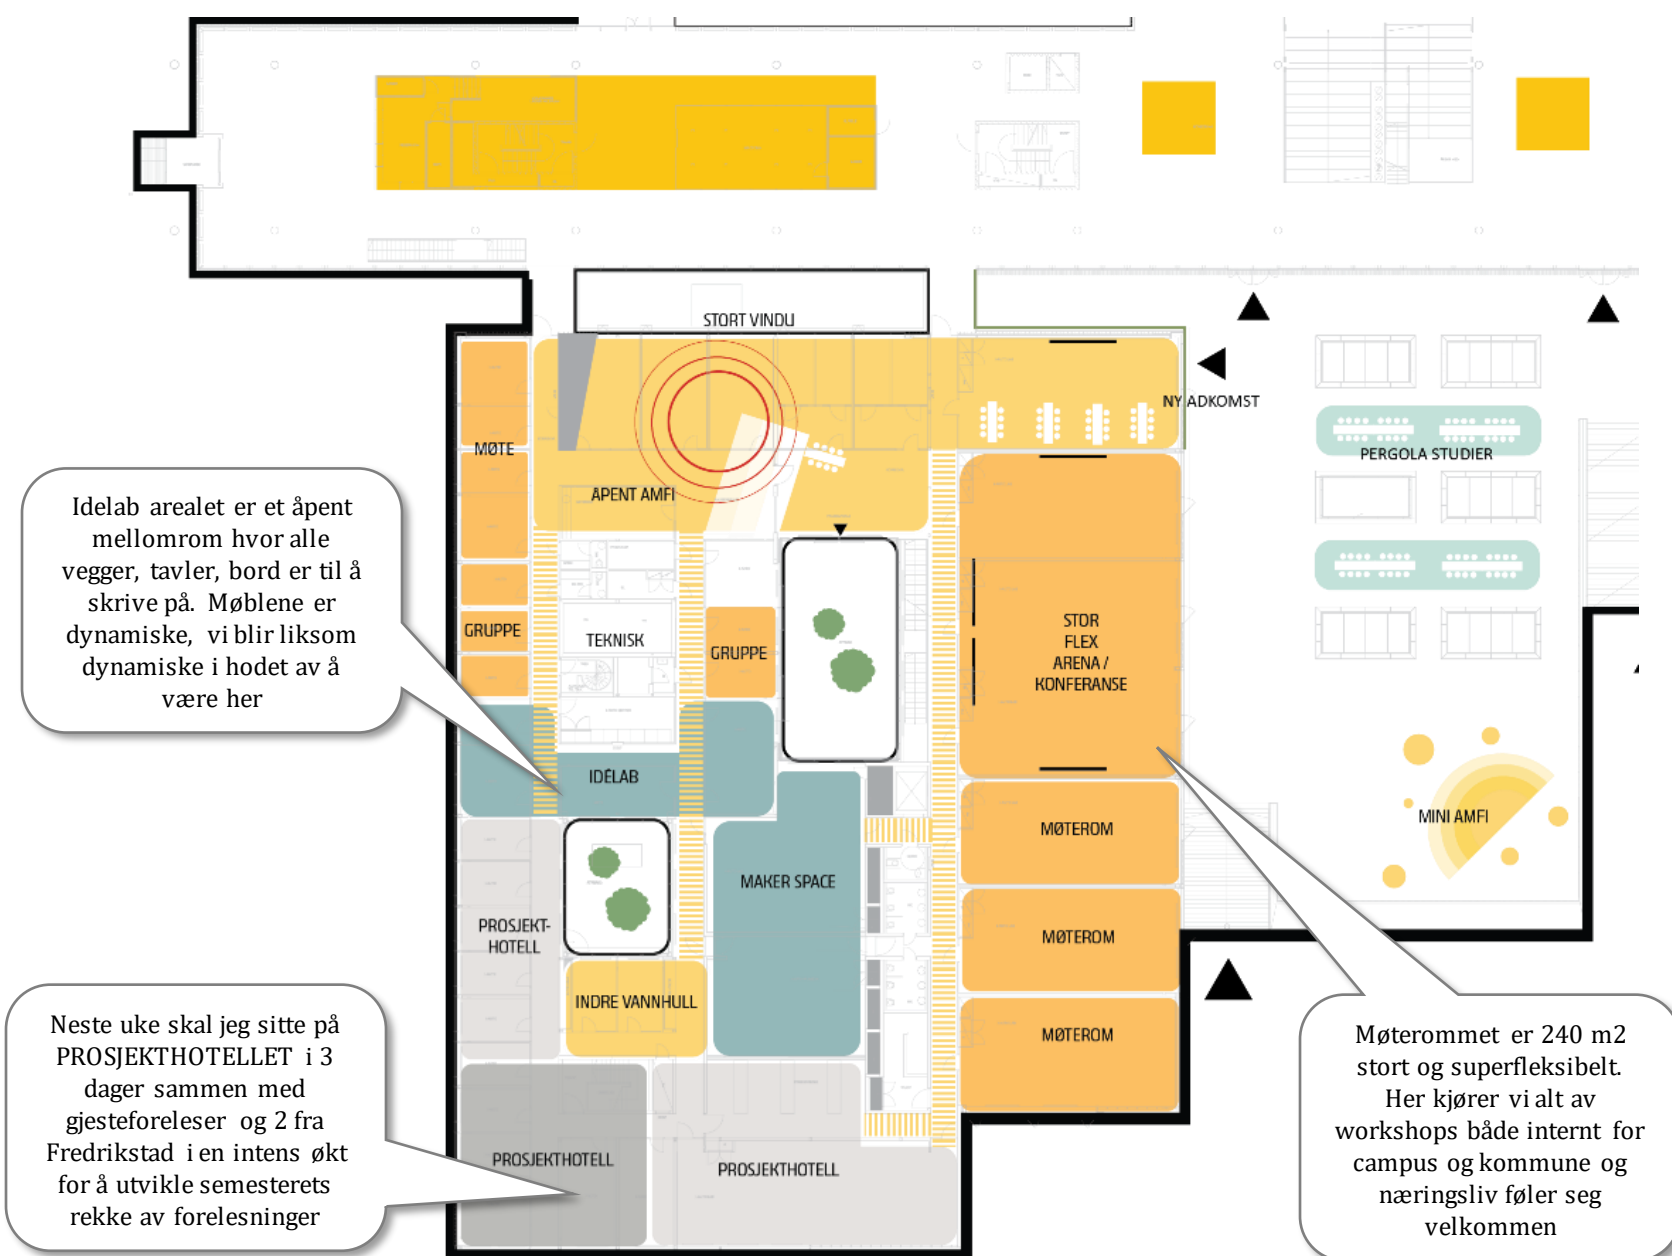 STORT VINDU
NY ADKOMST
MØTE
PERGOLA STUDIER
ÅPENT AMFI
Idelab arealet er et åpent
mellomrom hvor alle
vegger, tavler, bord er til å
skrive på. Møblene er
dynamiske, vi blir liksom
dynamiske i hodet av å
være her
GRUPPE
TEKNISK
GRUPPE
STOR
FLEX
ARENA /
KONFERANSE
IDÉLAB
MØTEROM
MINI AMFI
MAKER SPACE
PROSJEKT-
HOTELL
MØTEROM
INDRE VANNHULL
MØTEROM
Neste uke skal jeg sitte på
PROSJEKTHOTELLET i 3
dager sammen med
gjesteforeleser og 2 fra
Fredrikstad i en intens økt
for å utvikle semesterets
rekke av forelesninger
PROSJEKTHOTELL
PROSJEKTHOTELL
Møterommet er 240 m2
stort og superfleksibelt.
Her kjører vi alt av
workshops både internt for
campus og kommune og
næringsliv føler seg
velkommen